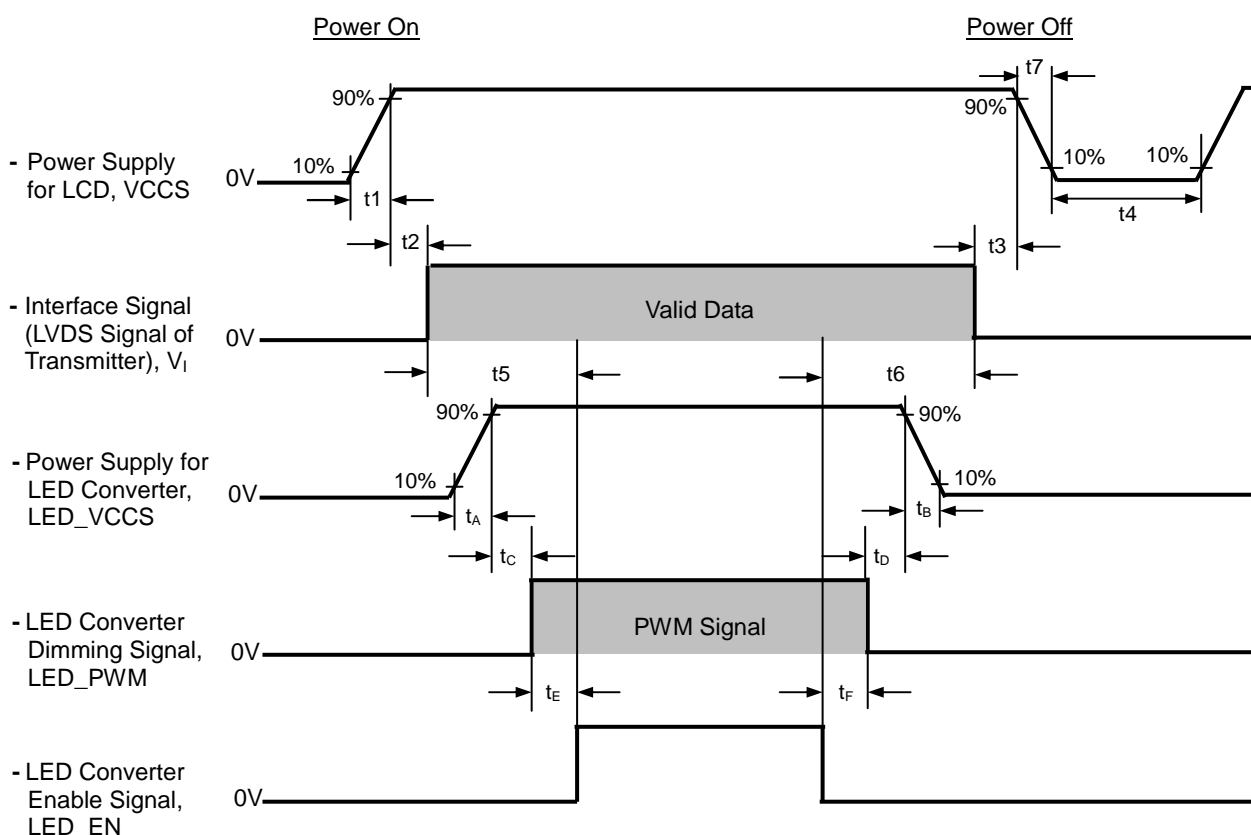 Power On
Power Off
t7
90%
90%
- Power Supply
for LCD, VCCS
0V
10%
10%
10%
t1
t4
t2
t3
- Interface Signal
(LVDS Signal of
Transmitter), VI
0V
Valid Data
t5
t6
90%
90%
- Power Supply for
LED Converter,
LED_VCCS
0V
10%
10%
tA
tB
tC
tD
- LED Converter
Dimming Signal,
LED_PWM
0V
PWM Signal
tE
tF
- LED Converter
Enable Signal,
LED_EN
0V